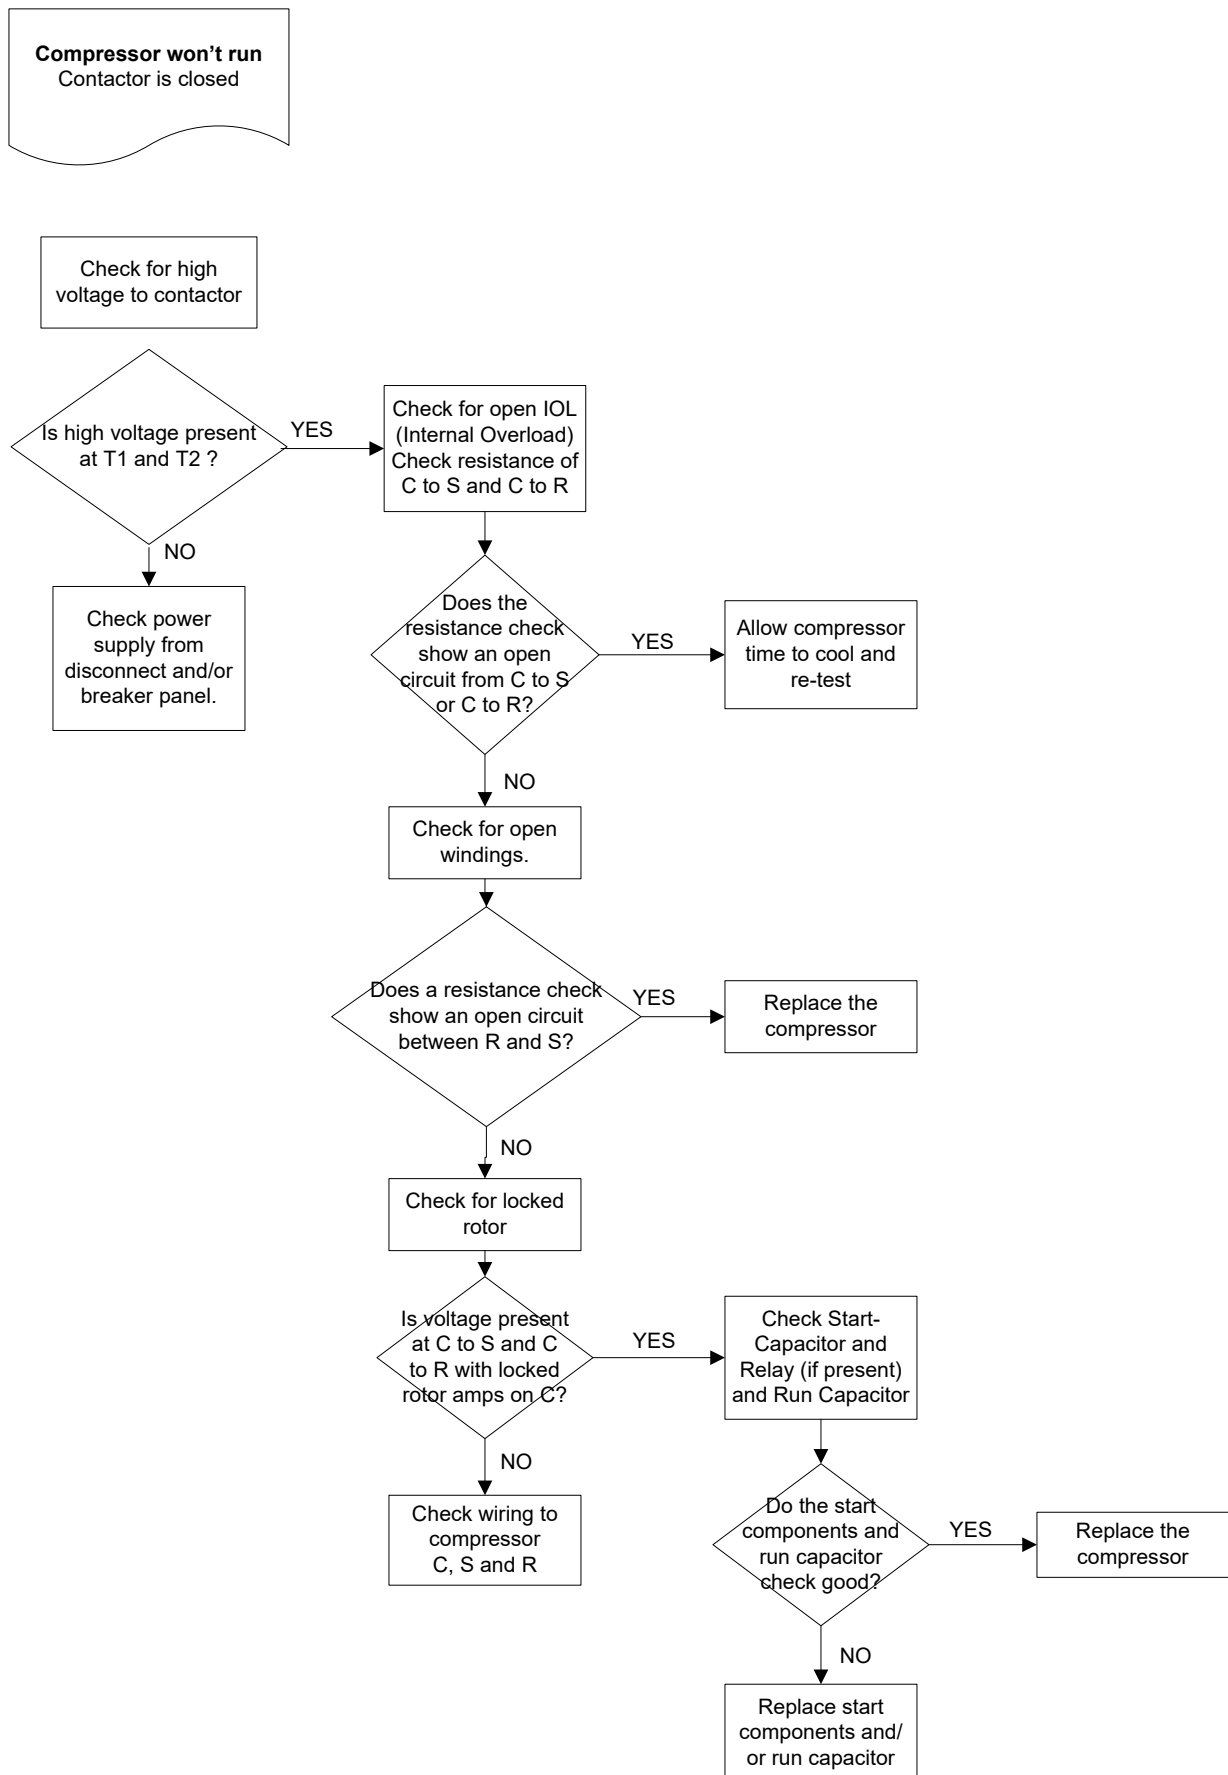 Compressor won’t run
Contactor is closed
Check for high
voltage to contactor
Is high voltage present
at T1 and T2 ?
YES
NO
Check power
supply from
disconnect and/or
breaker panel.
Check for open IOL
(Internal Overload)
Check resistance of
C to S and C to R
Does the
resistance check
show an open
circuit from C to S
or C to R?
YES
Allow compressor
time to cool and
re-test
NO
Check for open
windings.
Does a resistance check
show an open circuit
between R and S?
YES
Replace the
compressor
NO
Check for locked
rotor
Is voltage present
at C to S and C
to R with locked
rotor amps on C?
YES
NO
Check wiring to
compressor
C, S and R
Check Start-
Capacitor and
Relay (if present)
and Run Capacitor
Do the start
components and
run capacitor
check good?
YES
Replace the
compressor
NO
Replace start
components and/
or run capacitor